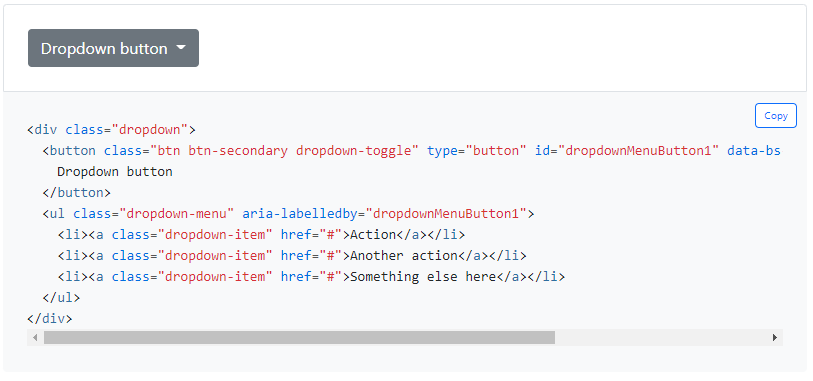 Dropdown button
Copy
<div class="dropdown">
  <button class="btn btn-secondary dropdown-toggle" type="button" id="dropdownMenuButton1" data-bs
    Dropdown button
  </button>
  <ul class="dropdown-menu" aria-labelledby="dropdownMenuButton1">
    <li><a class="dropdown-item" href="#">Action</a></li>
    <li><a class="dropdown-item" href="#">Another action</a></li>
    <li><a class="dropdown-item" href="#">Something else here</a></li>
  </ul>
</div>